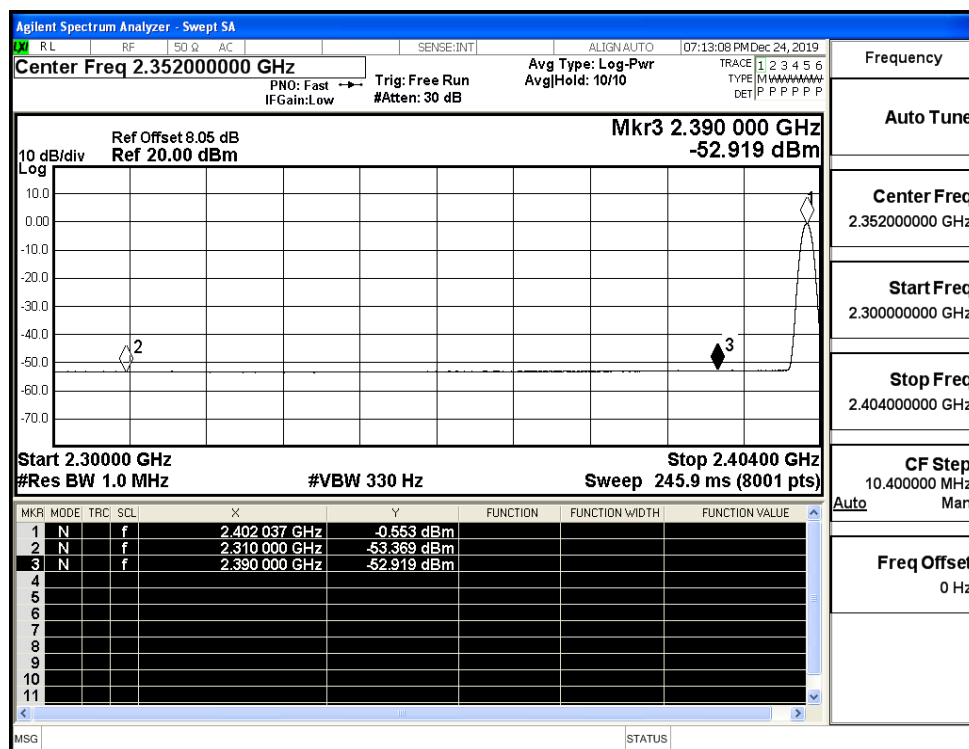 Agilent Spectrum Analyzer - Swept SA
LXI RL RF 50 Ω AC SENSE:INT ALIGN AUTO 07:13:08 PM Dec 24, 2019
Center Freq 2.352000000 GHz
PNO: Fast
IFGain:Low
Trig: Free Run
#Atten: 30 dB
Avg Type: Log-Pwr
Avg|Hold: 10/10
TRACE 1 2 3 4 5 6
TYPE M WWWWW
DET P P P P P P
Mkr3 2.390 000 GHz
-52.919 dBm
Ref Offset 8.05 dB
10 dB/div Ref 20.00 dBm
Log
10.0
0.00
-10.0
-20.0
-30.0
-40.0
-50.0
-60.0
-70.0
1
2
3
Start 2.30000 GHz Stop 2.40400 GHz
#Res BW 1.0 MHz #VBW 330 Hz Sweep 245.9 ms (8001 pts)
MKR MODE TRC SCL X Y FUNCTION FUNCTION WIDTH FUNCTION VALUE
1 N f 2.402 037 GHz -0.553 dBm
2 N f 2.310 000 GHz -53.369 dBm
3 N f 2.390 000 GHz -52.919 dBm
4
5
6
7
8
9
10
11
MSG STATUS
Frequency
Auto Tune
Center Freq
2.352000000 GHz
Start Freq
2.300000000 GHz
Stop Freq
2.404000000 GHz
CF Step
10.400000 MHz
Auto Man
Freq Offset
0 Hz